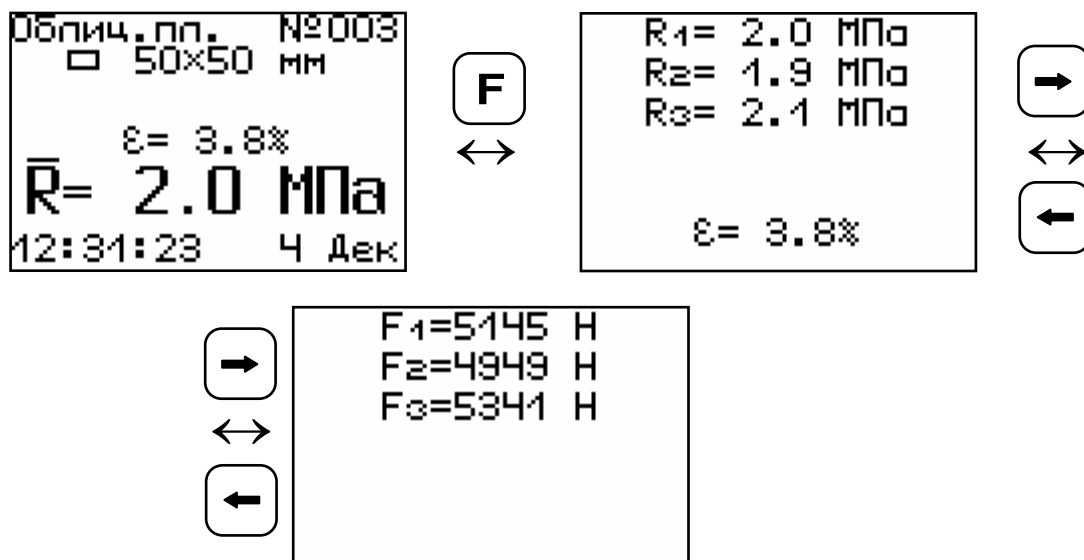 Облиц.пл. №003
50×50 мм
ε= 3.8%
R= 2.0 МПа
12:31:23 4 Дек
F
R1= 2.0 МПа
R2= 1.9 МПа
R3= 2.1 МПа
ε= 3.8%
F1=5145 Н
F2=4949 Н
F3=5341 Н